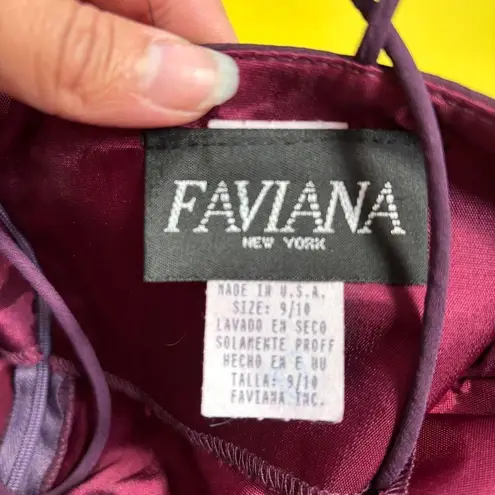 FAVIANA
NEW YORK
MADE IN U.S.A.
SIZE: 9/10
LAVADO EN SECO
SOLAMENTE PROFF
HECHO EN E UU
TALLA: 9/10
FAVIANA INC.